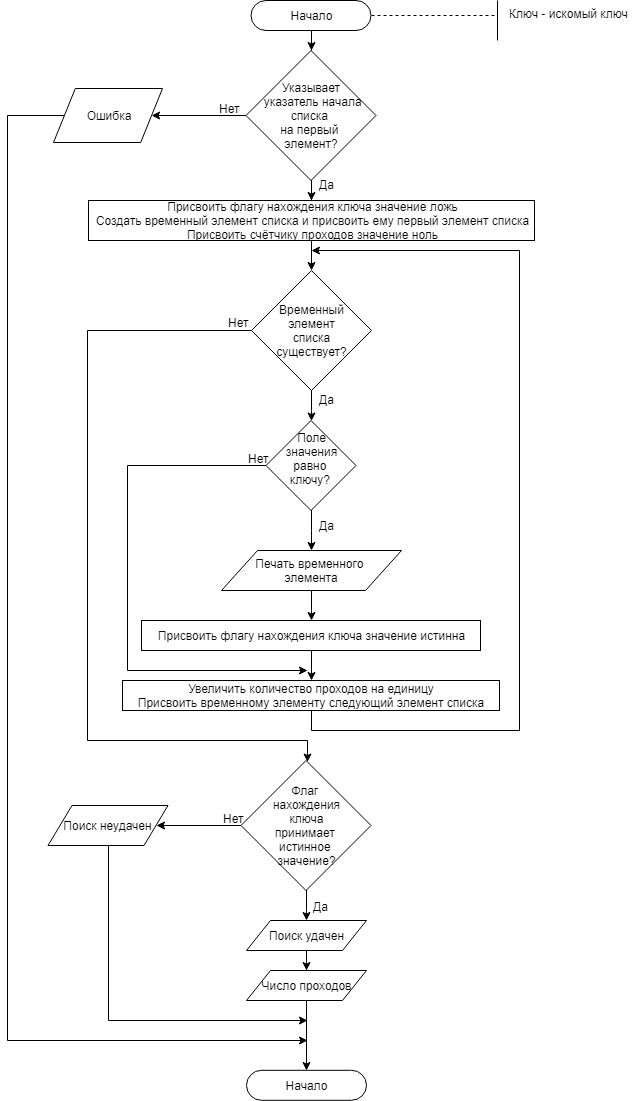 Начало
Ключ - искомый ключ
Указывает
указатель начала
списка
на первый
элемент?
Нет
Ошибка
Да
Присвоить флагу нахождения ключа значение ложь
Создать временный элемент списка и присвоить ему первый элемент списка
Присвоить счётчику проходов значение ноль
Временный
элемент
списка
существует?
Нет
Да
Поле
значения
равно
ключу?
Нет
Да
Печать временного
элемента
Присвоить флагу нахождения ключа значение истинна
Увеличить количество проходов на единицу
Присвоить временному элементу следующий элемент списка
Флаг
нахождения
ключа
принимает
истинное
значение?
Нет
Поиск неудачен
Да
Поиск удачен
Число проходов
Начало